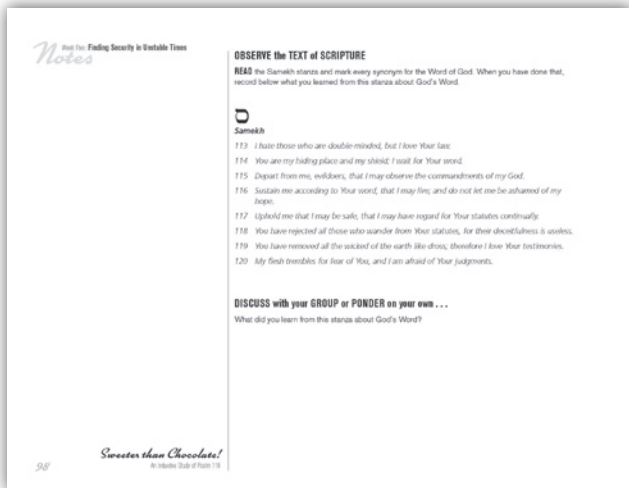 Notes
Week Five: Finding Security in Unstable Times
OBSERVE the TEXT of SCRIPTURE
READ the Samekh stanza and mark every synonym for the Word of God. When you have done that,
record below what you learned from this stanza about God's Word.
ס
Samekh
113 I hate those who are double-minded, but I love Your law.
114 You are my hiding place and my shield; I wait for Your word.
115 Depart from me, evildoers, that I may observe the commandments of my God.
116 Sustain me according to Your word, that I may live; and do not let me be ashamed of my
hope.
117 Uphold me that I may be safe, that I may have regard for Your statutes continually.
118 You have rejected all those who wander from Your statutes, for their deceitfulness is useless.
119 You have removed all the wicked of the earth like dross; therefore I love Your testimonies.
120 My flesh trembles for fear of You, and I am afraid of Your judgments.
DISCUSS with your GROUP or PONDER on your own . . .
What did you learn from this stanza about God's Word?
Sweeter than Chocolate!
An Inductive Study of Psalm 119
98